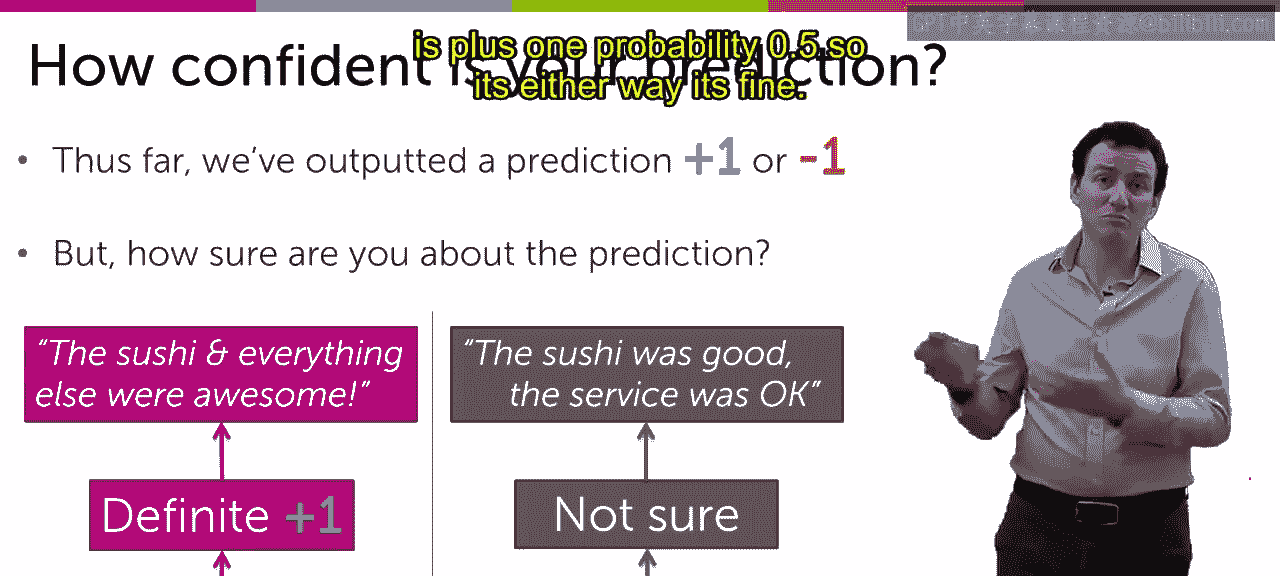 is plus one probability 0.5 so
its either way its fine.
How confident is your prediction?
• Thus far, we've outputted a prediction +1 or -1
• But, how sure are you about the prediction?
"The sushi & everything
else were awesome!"
"The sushi was good,
the service was OK"
Definite +1
Not sure